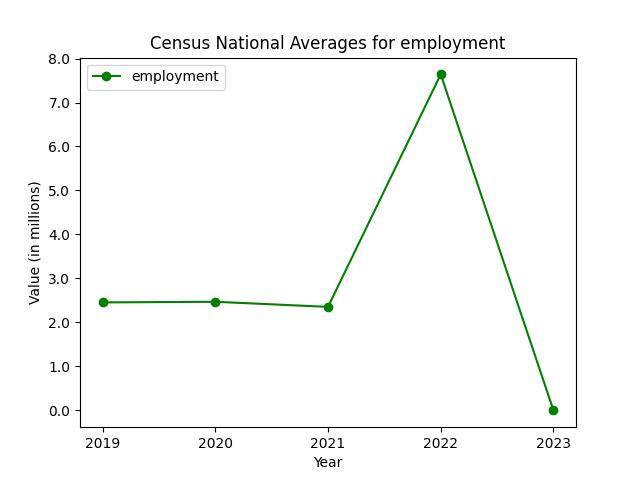 Census National Averages for employment
employment
Value (in millions)
8.0
7.0
6.0
5.0
4.0
3.0
2.0
1.0
0.0
2019 2020 2021 2022 2023
Year